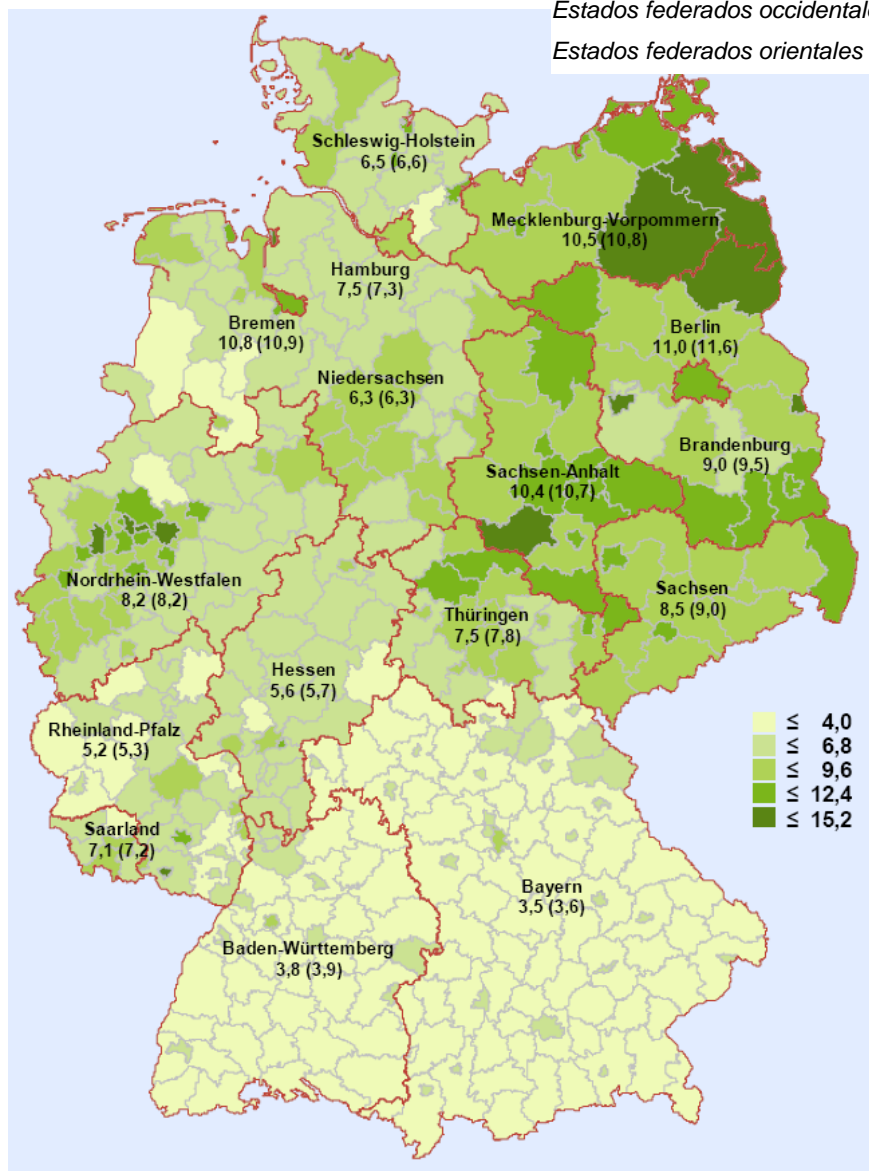 Estados federados occidentale
Estados federados orientales
Schleswig-Holstein
6,5 (6,6)
Mecklenburg-Vorpommern
10,5 (10,8)
Hamburg
7,5 (7,3)
Bremen
10,8 (10,9)
Berlin
11,0 (11,6)
Niedersachsen
6,3 (6,3)
Brandenburg
9,0 (9,5)
Sachsen-Anhalt
10,4 (10,7)
Nordrhein-Westfalen
8,2 (8,2)
Sachsen
8,5 (9,0)
Thüringen
7,5 (7,8)
Hessen
5,6 (5,7)
Rheinland-Pfalz
5,2 (5,3)
≤ 4,0
≤ 6,8
≤ 9,6
≤ 12,4
≤ 15,2
Saarland
7,1 (7,2)
Bayern
3,5 (3,6)
Baden-Württemberg
3,8 (3,9)